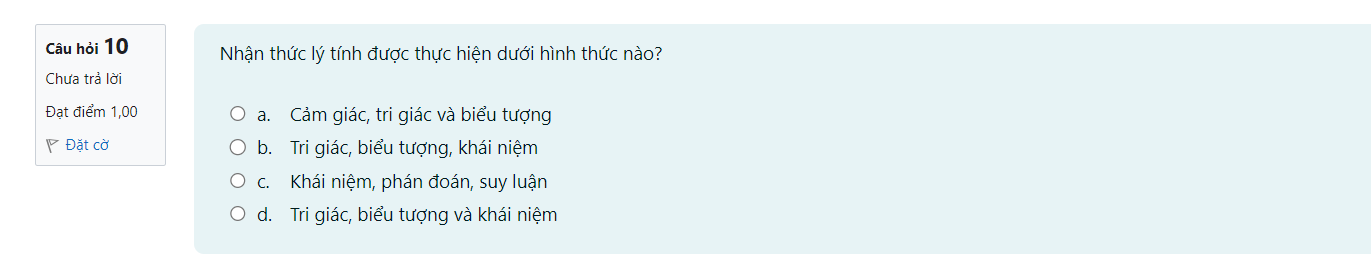 Câu hỏi 10
Chưa trả lời
Đạt điểm 1,00
Đặt cờ
Nhận thức lý tính được thực hiện dưới hình thức nào?
a. Cảm giác, tri giác và biểu tượng
b. Tri giác, biểu tượng, khái niệm
c. Khái niệm, phán đoán, suy luận
d. Tri giác, biểu tượng và khái niệm